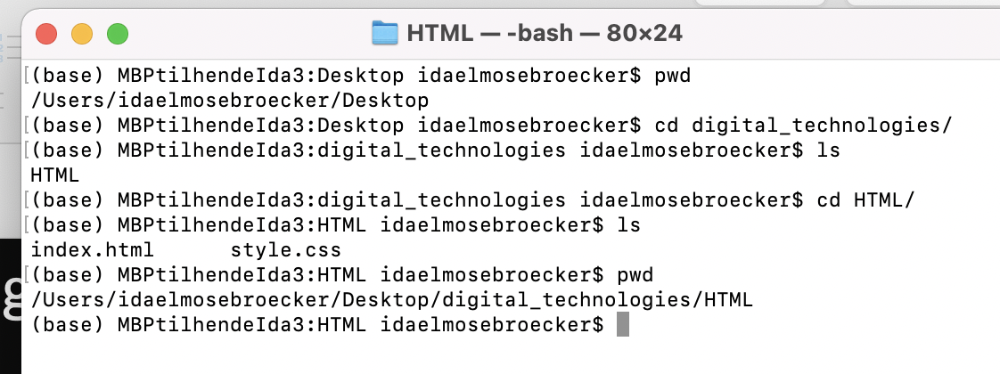 HTML — -bash — 80×24
(base) MBPtilhendeIda3:Desktop idaelmosebroecker$ pwd
/Users/idaelmosebroecker/Desktop
(base) MBPtilhendeIda3:Desktop idaelmosebroecker$ cd digital_technologies/
(base) MBPtilhendeIda3:digital_technologies idaelmosebroecker$ ls
HTML
(base) MBPtilhendeIda3:digital_technologies idaelmosebroecker$ cd HTML/
(base) MBPtilhendeIda3:HTML idaelmosebroecker$ ls
index.html      style.css
(base) MBPtilhendeIda3:HTML idaelmosebroecker$ pwd
/Users/idaelmosebroecker/Desktop/digital_technologies/HTML
(base) MBPtilhendeIda3:HTML idaelmosebroecker$